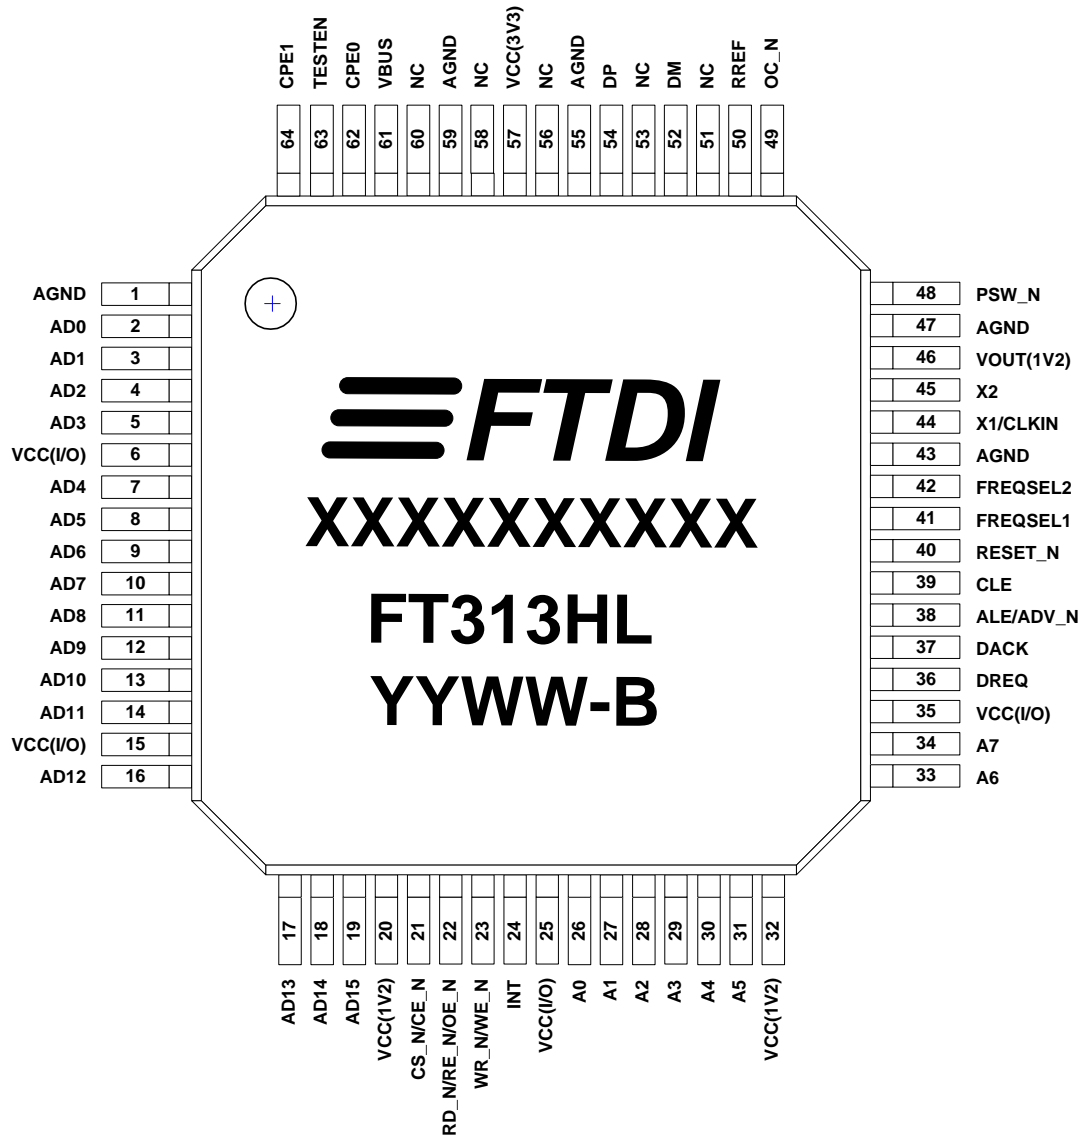 CPE1
TESTEN
CPE0
VBUS
NC
AGND
NC
VCC(3V3)
NC
AGND
DP
NC
DM
NC
RREF
OC_N
64
63
62
61
60
59
58
57
56
55
54
53
52
51
50
49
AGND 1
AD0 2
AD1 3
AD2 4
AD3 5
VCC(I/O) 6
AD4 7
AD5 8
AD6 9
AD7 10
AD8 11
AD9 12
AD10 13
AD11 14
VCC(I/O) 15
AD12 16
FTDI
XXXXXXXXXX
FT313HL
YYWW-B
48 PSW_N
47 AGND
46 VOUT(1V2)
45 X2
44 X1/CLKIN
43 AGND
42 FREQSEL2
41 FREQSEL1
40 RESET_N
39 CLE
38 ALE/ADV_N
37 DACK
36 DREQ
35 VCC(I/O)
34 A7
33 A6
17
18
19
20
21
22
23
24
25
26
27
28
29
30
31
32
AD13
AD14
AD15
VCC(1V2)
CS_N/CE_N
RD_N/RE_N/OE_N
WR_N/WE_N
INT
VCC(I/O)
A0
A1
A2
A3
A4
A5
VCC(1V2)